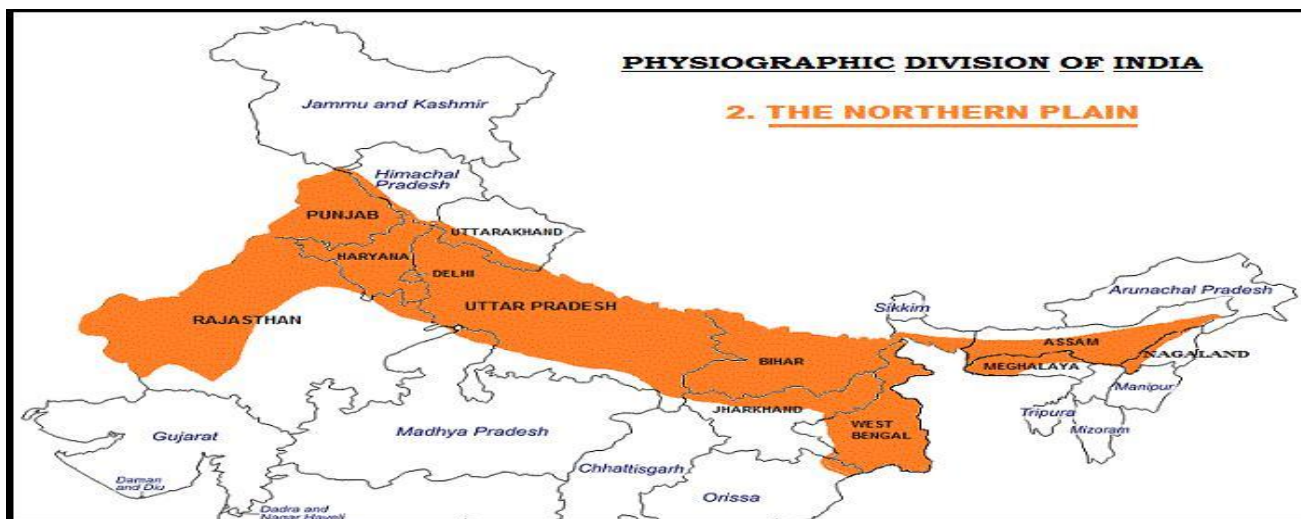 PHYSIOGRAPHIC DIVISION OF INDIA
2. THE NORTHERN PLAIN
Jammu and Kashmir
Himachal
Pradesh
PUNJAB
UTTARAKHAND
HARYANA
DELHI
UTTAR PRADESH
RAJASTHAN
Sikkim
Arunachal Pradesh
ASSAM
NAGALAND
BIHAR
MEGHALAYA
Manipur
JHARKHAND
WEST
BENGAL
Tripura
Mizoram
Gujarat
Madhya Pradesh
Chhattisgarh
Orissa
Daman
and Diu
Dadra and
Nagar Haveli